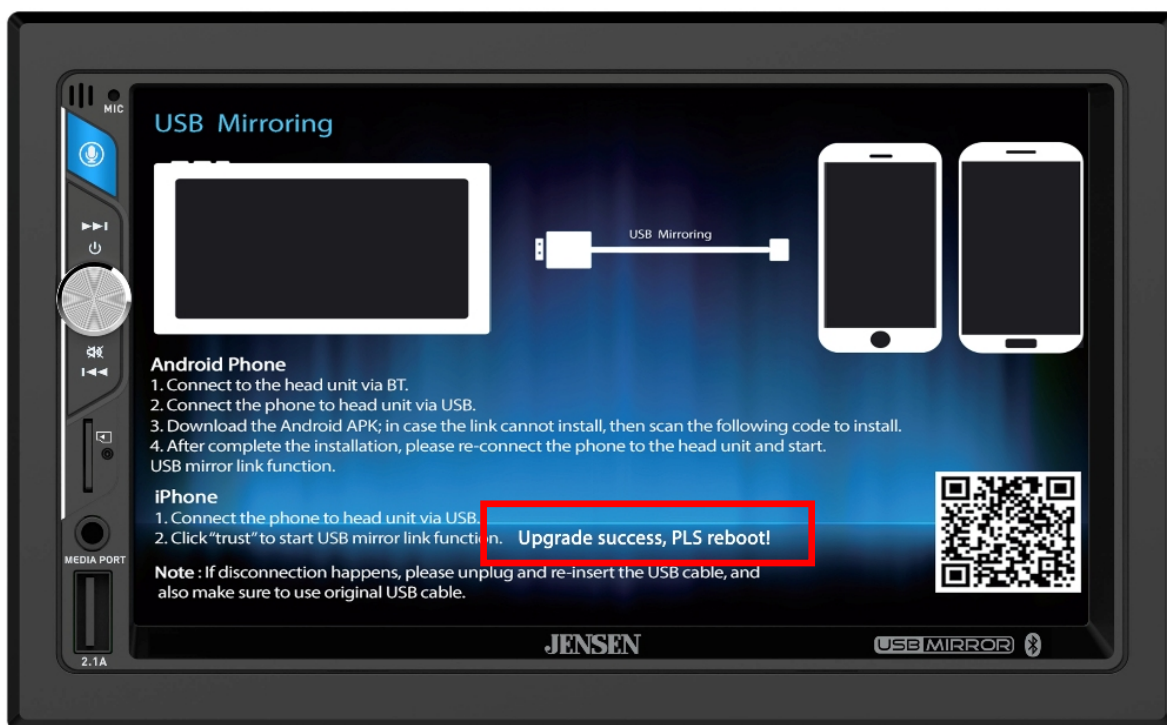 MIC
USB Mirroring
USB Mirroring
Android Phone
1. Connect to the head unit via BT.
2. Connect the phone to head unit via USB.
3. Download the Android APK; in case the link cannot install, then scan the following code to install.
4. After complete the installation, please re-connect the phone to the head unit and start.
USB mirror link function.
iPhone
1. Connect the phone to head unit via USB.
2. Click "trust" to start USB mirror link function. Upgrade success, PLS reboot!
Note : If disconnection happens, please unplug and re-insert the USB cable, and
also make sure to use original USB cable.
MEDIA PORT
2.1A
JENSEN
USB MIRROR